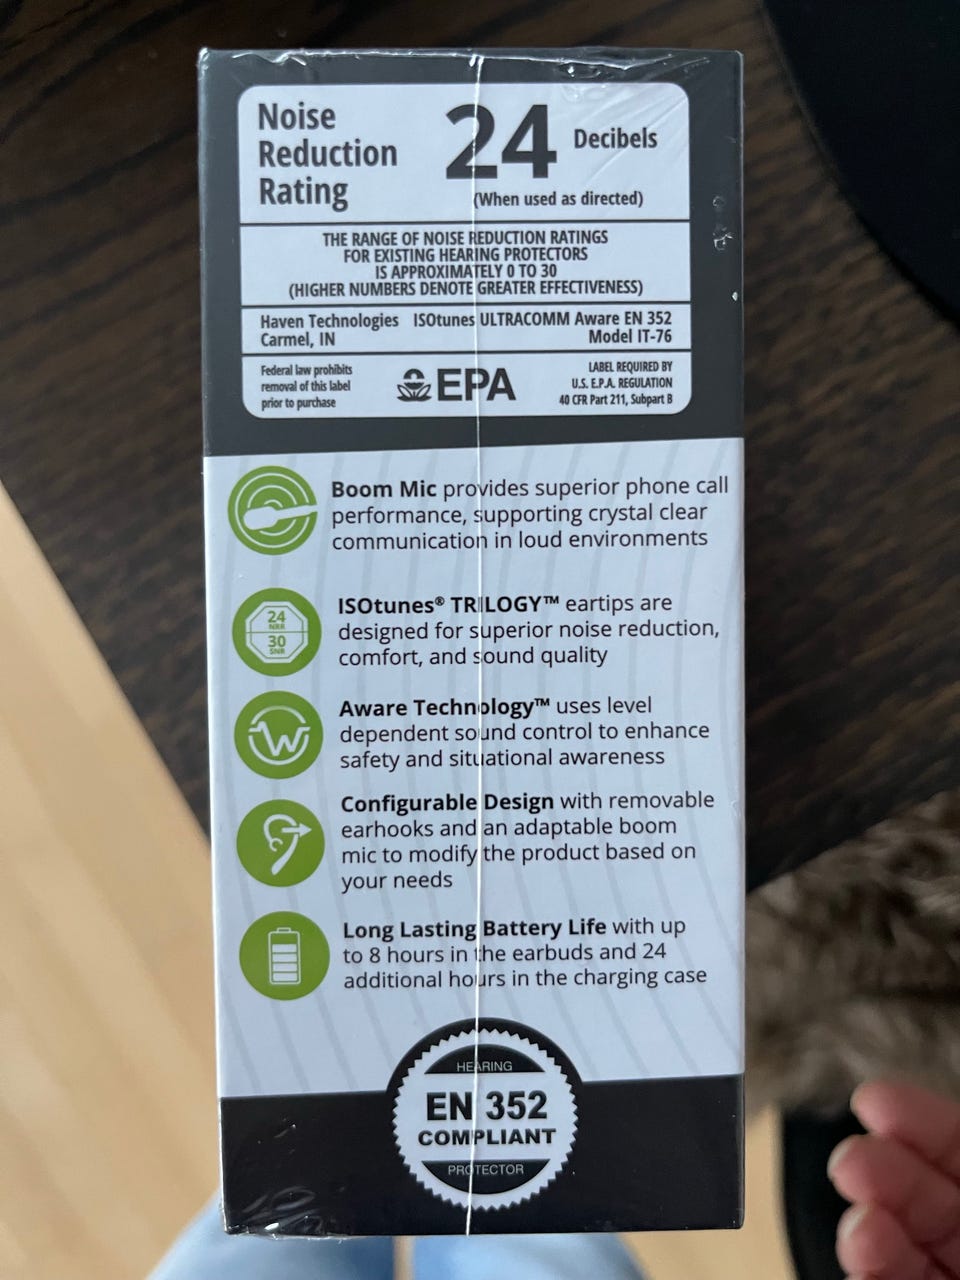 Noise
Reduction
Rating
24
Decibels
(When used as directed)
THE RANGE OF NOISE REDUCTION RATINGS
FOR EXISTING HEARING PROTECTORS
IS APPROXIMATELY 0 TO 30
(HIGHER NUMBERS DENOTE GREATER EFFECTIVENESS)
Haven Technologies
Carmel, IN
ISOtunes ULTRACOMM Aware EN 352
Model IT-76
Federal law prohibits
removal of this label
prior to purchase
EPA
LABEL REQUIRED BY
U.S. E.P.A. REGULATION
40 CFR Part 211, Subpart B
Boom Mic provides superior phone call
performance, supporting crystal clear
communication in loud environments
24
NRR
30
SNR
ISOtunes® TRILOGY™ eartips are
designed for superior noise reduction,
comfort, and sound quality
Aware Technology™ uses level
dependent sound control to enhance
safety and situational awareness
Configurable Design with removable
earhooks and an adaptable boom
mic to modify the product based on
your needs
Long Lasting Battery Life with up
to 8 hours in the earbuds and 24
additional hours in the charging case
HEARING
EN 352
COMPLIANT
PROTECTOR